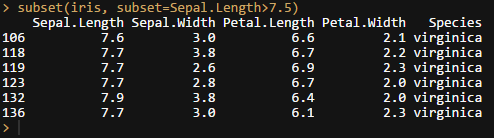 > subset(iris, subset=Sepal.Length>7.5)
    Sepal.Length Sepal.Width Petal.Length Petal.Width   Species
106          7.6         3.0          6.6         2.1 virginica
118          7.7         3.8          6.7         2.2 virginica
119          7.7         2.6          6.9         2.3 virginica
123          7.7         2.8          6.7         2.0 virginica
132          7.9         3.8          6.4         2.0 virginica
136          7.7         3.0          6.1         2.3 virginica
>